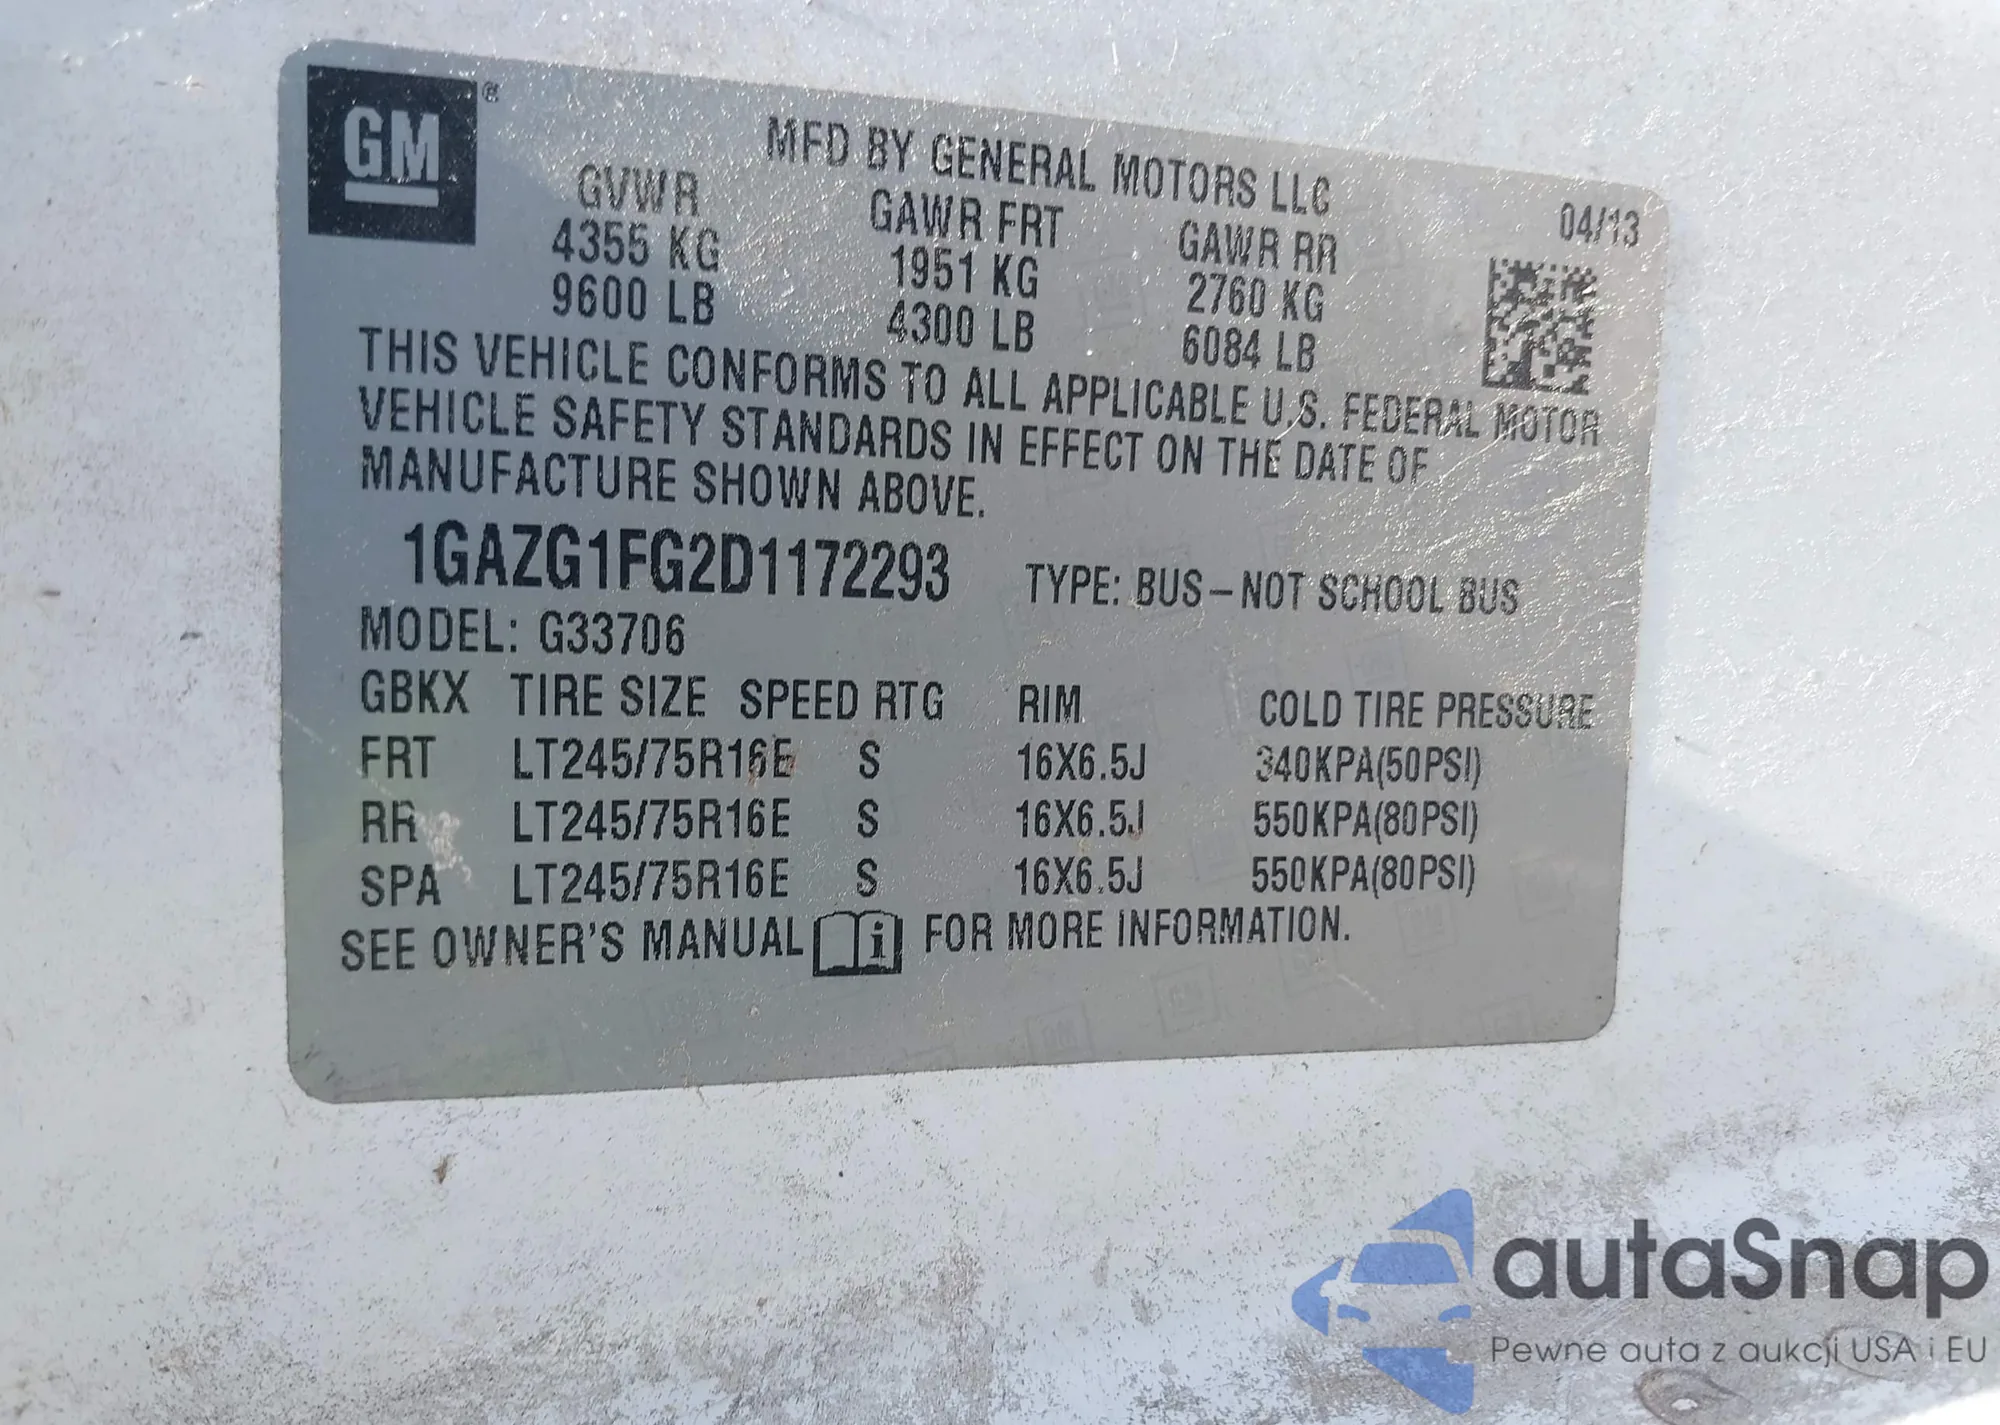 GM ®
MFD BY GENERAL MOTORS LLC
04/13
GVWR GAWR FRT GAWR RR
4355 KG 1951 KG 2760 KG
9600 LB 4300 LB 6084 LB
THIS VEHICLE CONFORMS TO ALL APPLICABLE U.S. FEDERAL MOTOR
VEHICLE SAFETY STANDARDS IN EFFECT ON THE DATE OF
MANUFACTURE SHOWN ABOVE.
1GAZG1FG2D1172293 TYPE: BUS-NOT SCHOOL BUS
MODEL: G33706
GBKX TIRE SIZE SPEED RTG RIM COLD TIRE PRESSURE
FRT LT245/75R16E S 16X6.5J 340KPA(50PSI)
RR LT245/75R16E S 16X6.5J 550KPA(80PSI)
SPA LT245/75R16E S 16X6.5J 550KPA(80PSI)
SEE OWNER'S MANUAL i FOR MORE INFORMATION.
autaSnap
Pewne auta z aukcji USA i EU